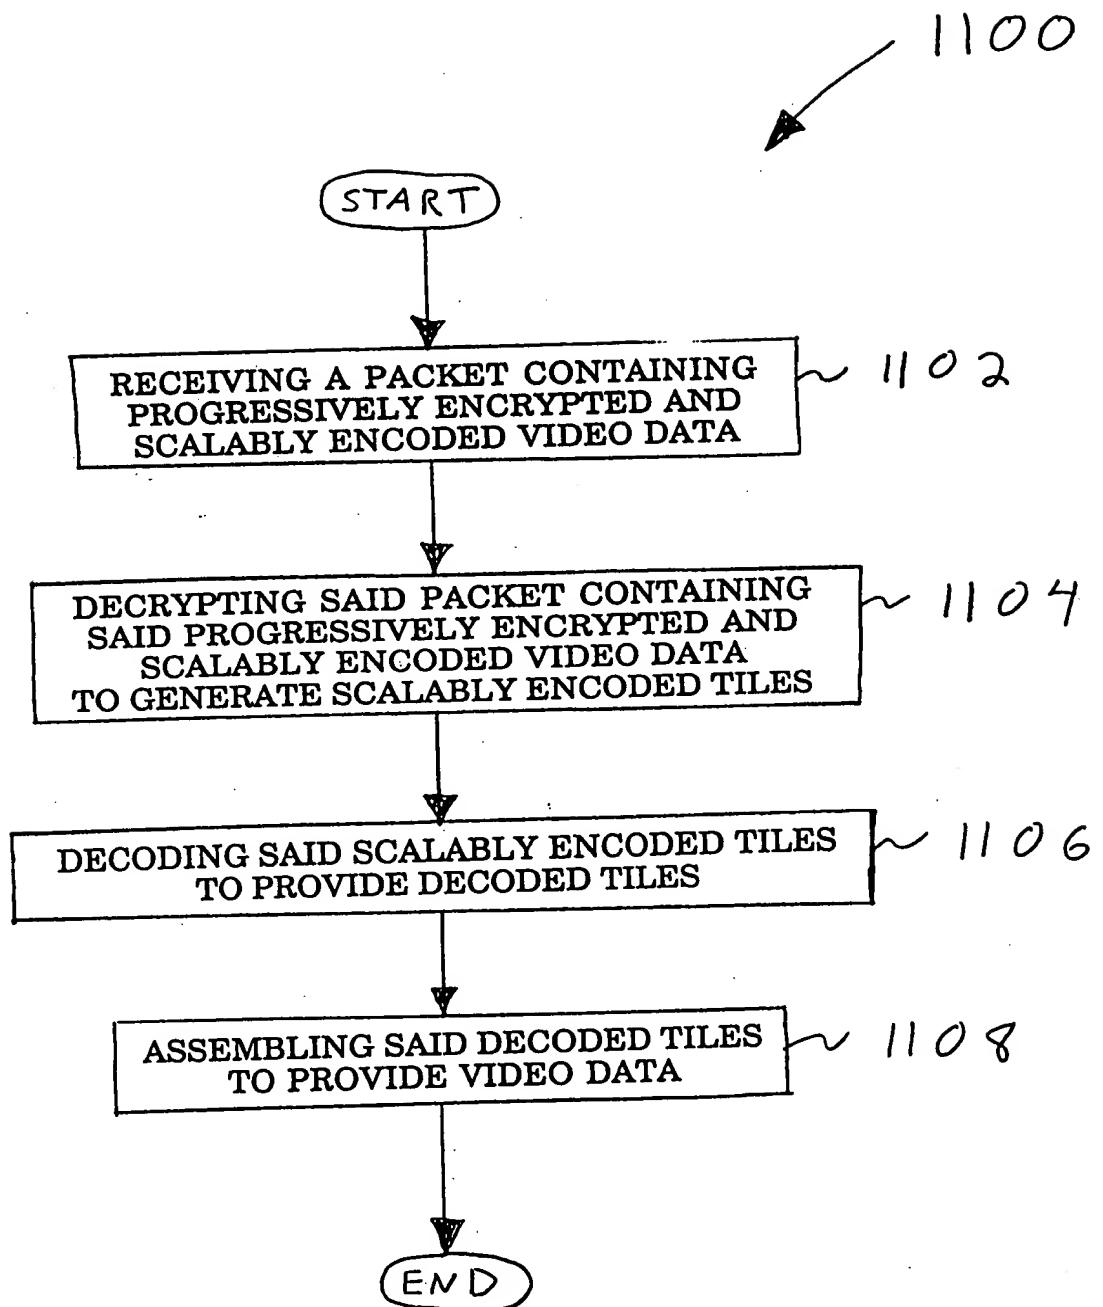 1100
START
RECEIVING A PACKET CONTAINING
PROGRESSIVELY ENCRYPTED AND
SCALABLY ENCODED VIDEO DATA
1102
DECRYPTING SAID PACKET CONTAINING
SAID PROGRESSIVELY ENCRYPTED AND
SCALABLY ENCODED VIDEO DATA
TO GENERATE SCALABLY ENCODED TILES
1104
DECODING SAID SCALABLY ENCODED TILES
TO PROVIDE DECODED TILES
1106
ASSEMBLING SAID DECODED TILES
TO PROVIDE VIDEO DATA
1108
END